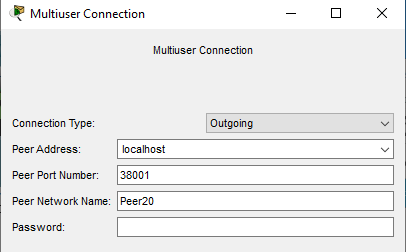 Multiuser Connection
Multiuser Connection
Connection Type: Outgoing
Peer Address: localhost
Peer Port Number: 38001
Peer Network Name: Peer20
Password: